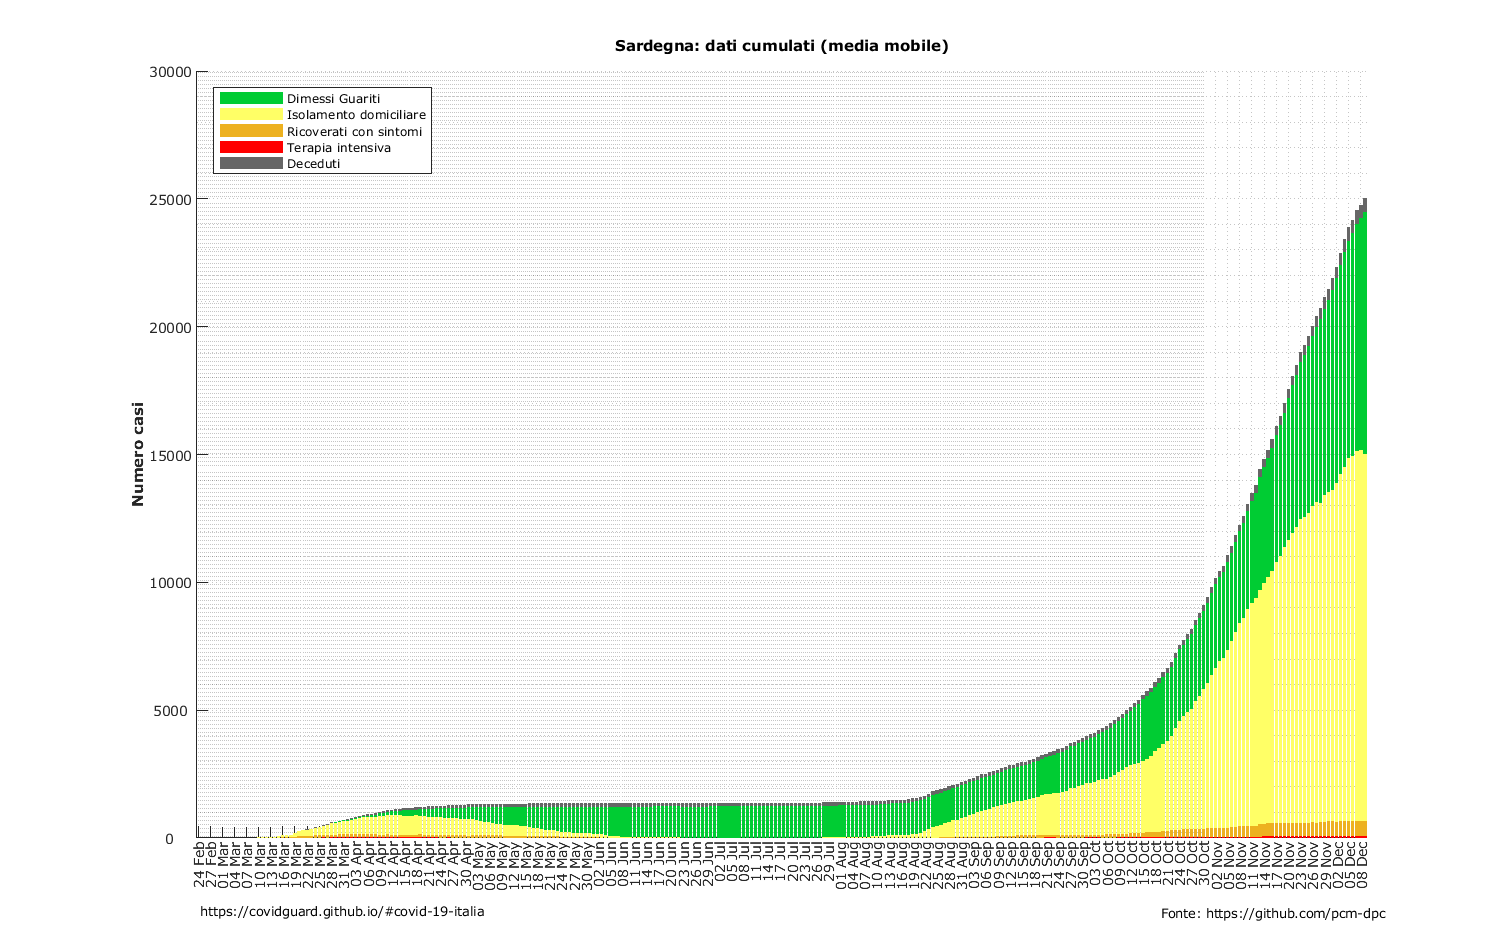 Sardegna: dati cumulati (media mobile)
30000
25000
20000
15000
10000
5000
0
Numero casi
Dimessi Guariti
Isolamento domiciliare
Ricoverati con sintomi
Terapia intensiva
Deceduti
24 Feb
27 Feb
01 Mar
04 Mar
07 Mar
10 Mar
13 Mar
16 Mar
19 Mar
22 Mar
25 Mar
28 Mar
31 Mar
03 Apr
06 Apr
09 Apr
12 Apr
15 Apr
18 Apr
21 Apr
24 Apr
27 Apr
30 Apr
03 May
06 May
09 May
12 May
15 May
18 May
21 May
24 May
27 May
30 May
02 Jun
05 Jun
08 Jun
11 Jun
14 Jun
17 Jun
20 Jun
23 Jun
26 Jun
29 Jun
02 Jul
05 Jul
08 Jul
11 Jul
14 Jul
17 Jul
20 Jul
23 Jul
26 Jul
29 Jul
01 Aug
04 Aug
07 Aug
10 Aug
13 Aug
16 Aug
19 Aug
22 Aug
25 Aug
28 Aug
31 Aug
03 Sep
06 Sep
09 Sep
12 Sep
15 Sep
18 Sep
21 Sep
24 Sep
27 Sep
30 Sep
03 Oct
06 Oct
09 Oct
12 Oct
15 Oct
18 Oct
21 Oct
24 Oct
27 Oct
30 Oct
02 Nov
05 Nov
08 Nov
11 Nov
14 Nov
17 Nov
20 Nov
23 Nov
26 Nov
29 Nov
02 Dec
05 Dec
08 Dec
https://covidguard.github.io/#covid-19-italia
Fonte: https://github.com/pcm-dpc